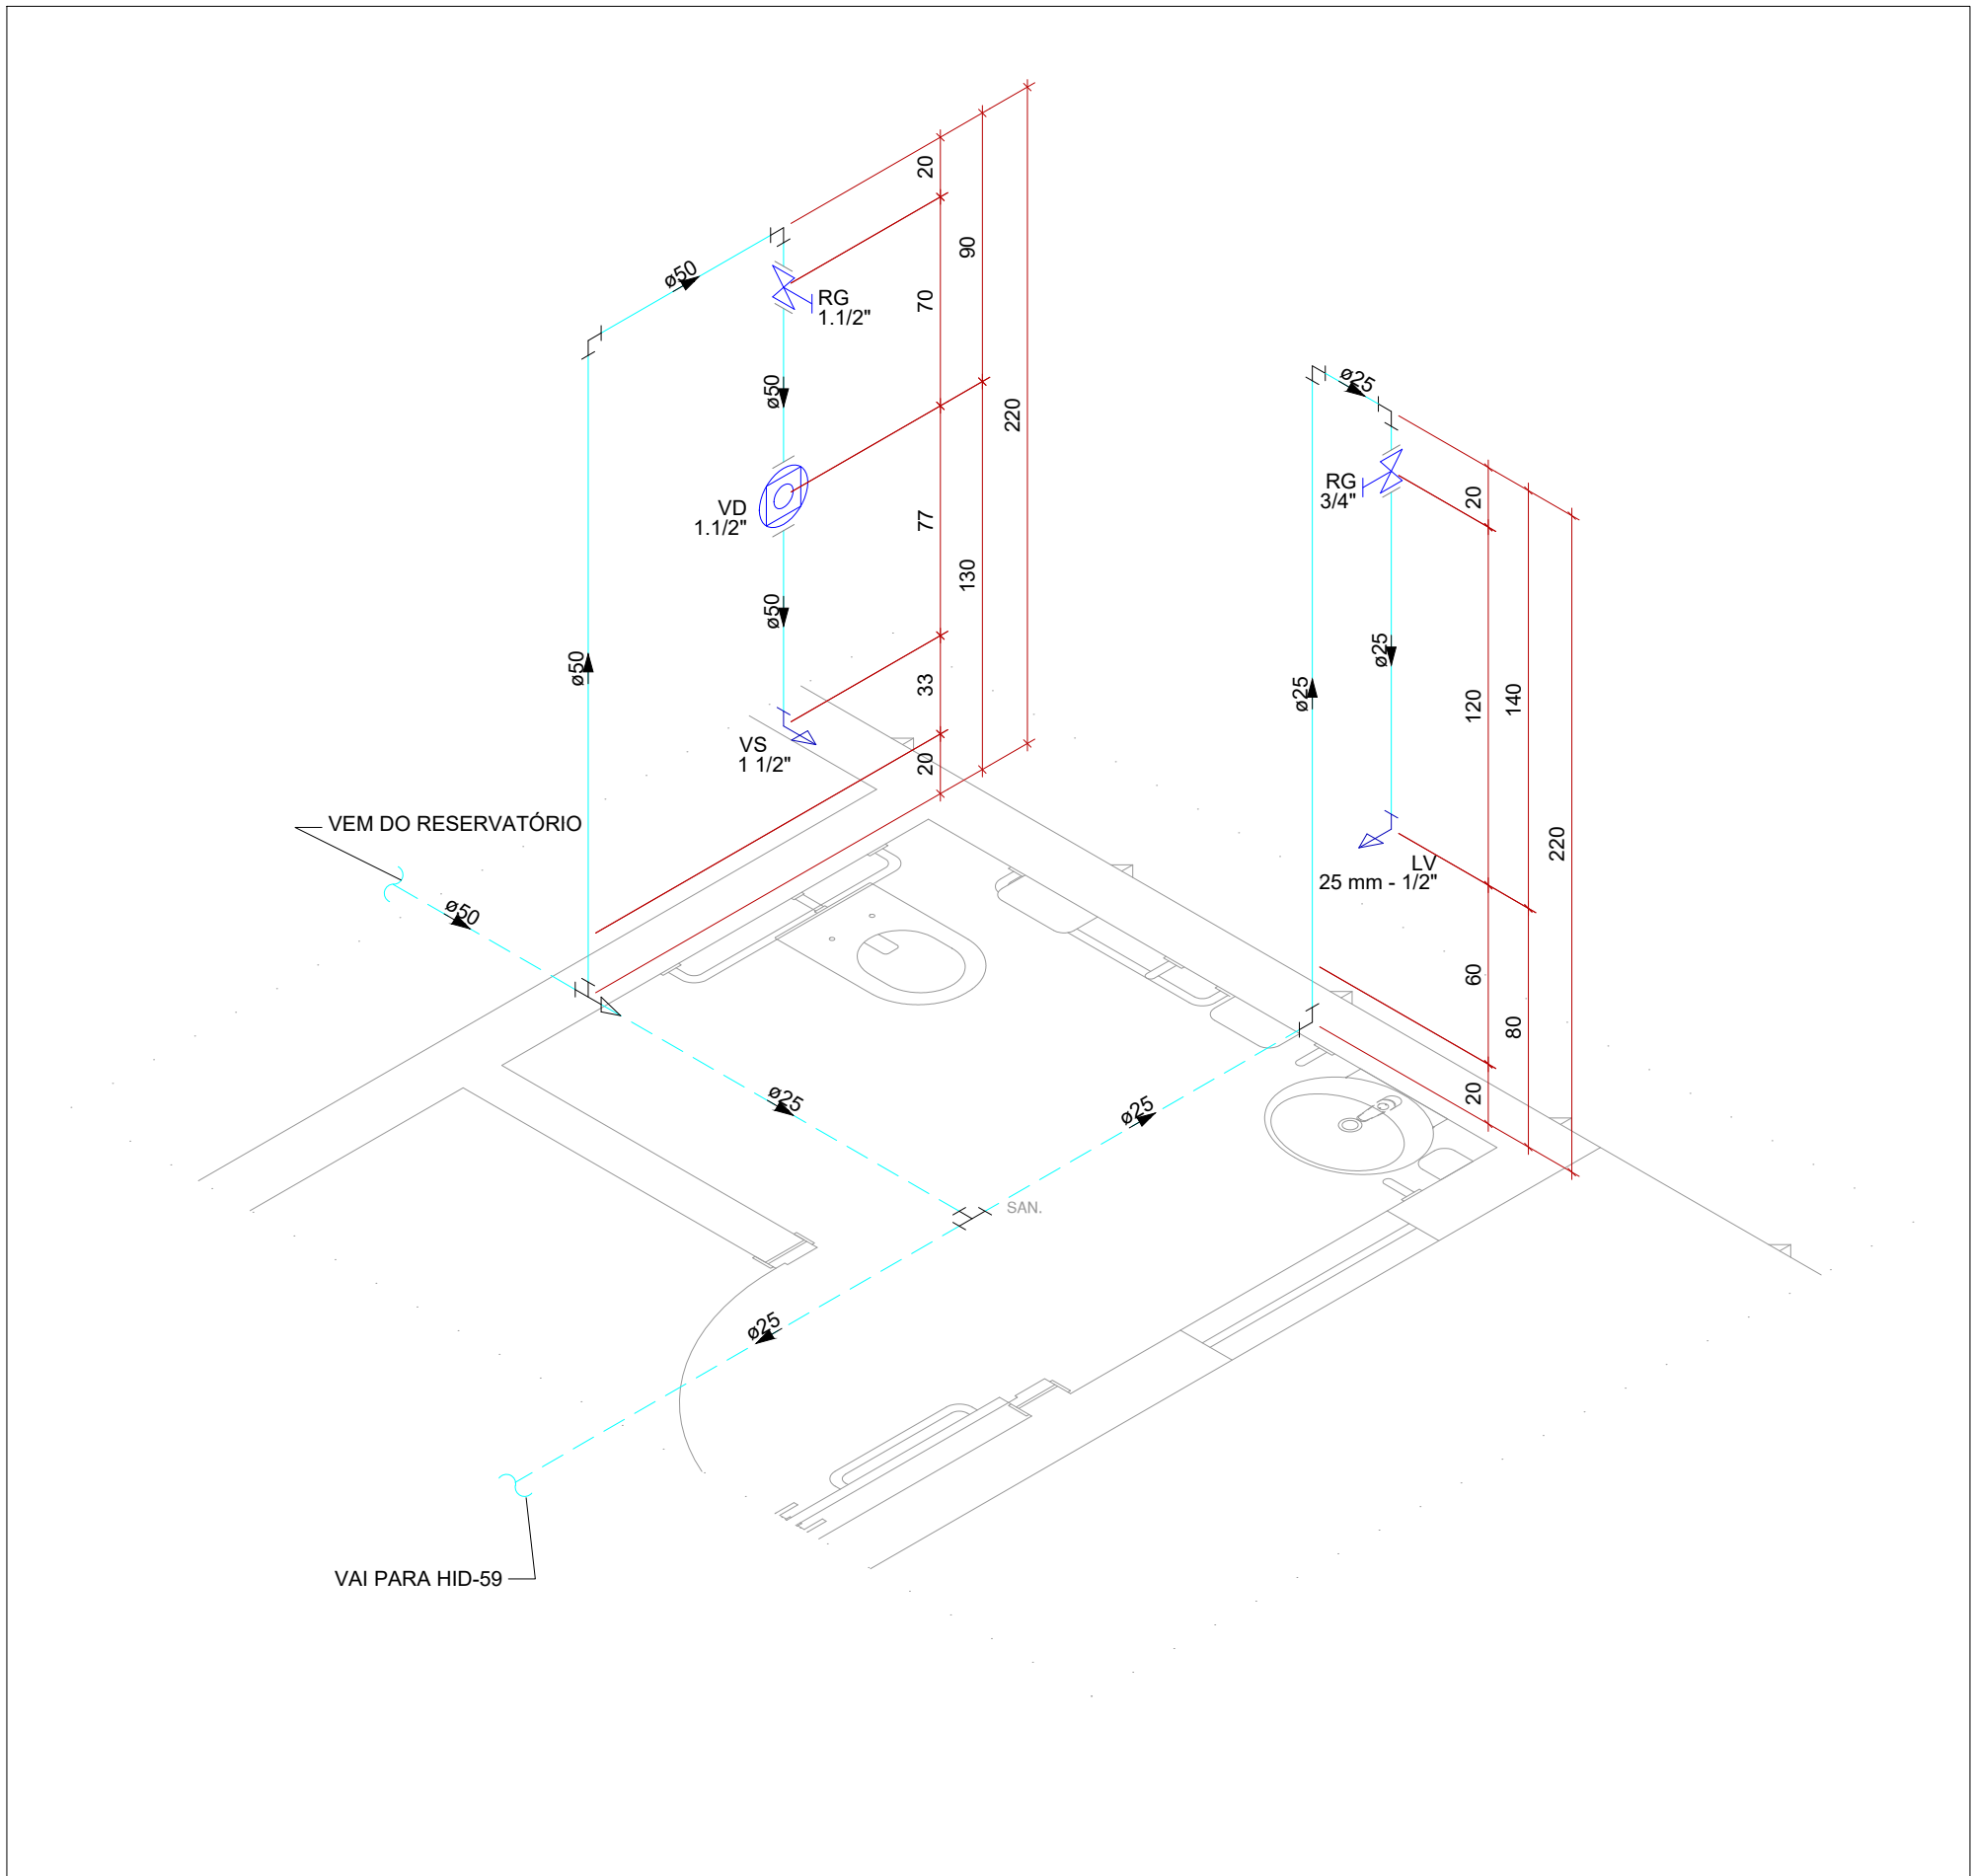 20
90
ø50
RG
1.1/2"
70
220
ø50
ø25
RG
3/4"
20
VD
1.1/2"
77
130
ø50
ø50
33
ø25
ø25
120
140
VS
1 1/2"
20
VEM DO RESERVATÓRIO
220
LV
25 mm - 1/2"
ø50
60
80
ø25
ø25
20
SAN.
ø25
VAI PARA HID-59